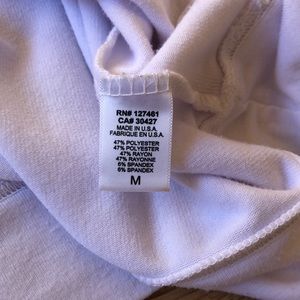 RN# 127461
CA# 30427
MADE IN U.S.A.
FABRIQUE EN U.S.A.
47% POLYESTER
47% POLYESTER
47% RAYON
47% RAYONNE
6% SPANDEX
6% SPANDEX
M